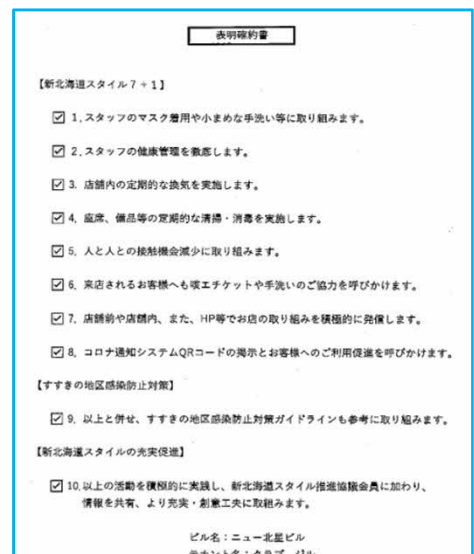 表明確約書
【新北海道スタイル7+1】
☑ 1. スタッフのマスク着用や小まめな手洗い等に取り組みます。
☑ 2. スタッフの健康管理を徹底します。
☑ 3. 店舗内の定期的な換気を実施します。
☑ 4. 座席、備品等の定期的な清掃・消毒を実施します。
☑ 5. 人と人との接触機会減少に取り組みます。
☑ 6. 来店されるお客様へも咳エチケットや手洗いのご協力を呼びかけます。
☑ 7. 店舗前や店舗内、また、HP等でお店の取り組みを積極的に発信します。
☑ 8. コロナ通知システムQRコードの掲示とお客様へのご利用促進を呼びかけます。
【すすきの地区感染防止対策】
☑ 9. 以上と併せ、すすきの地区感染防止対策ガイドラインも参考に取り組みます。
【新北海道スタイルの充実促進】
☑ 10. 以上の活動を積極的に実践し、新北海道スタイル推進協議会員に加わり、
情報を共有、より充実・創意工夫に取組みます。
ビル名：ニュー北星ビル